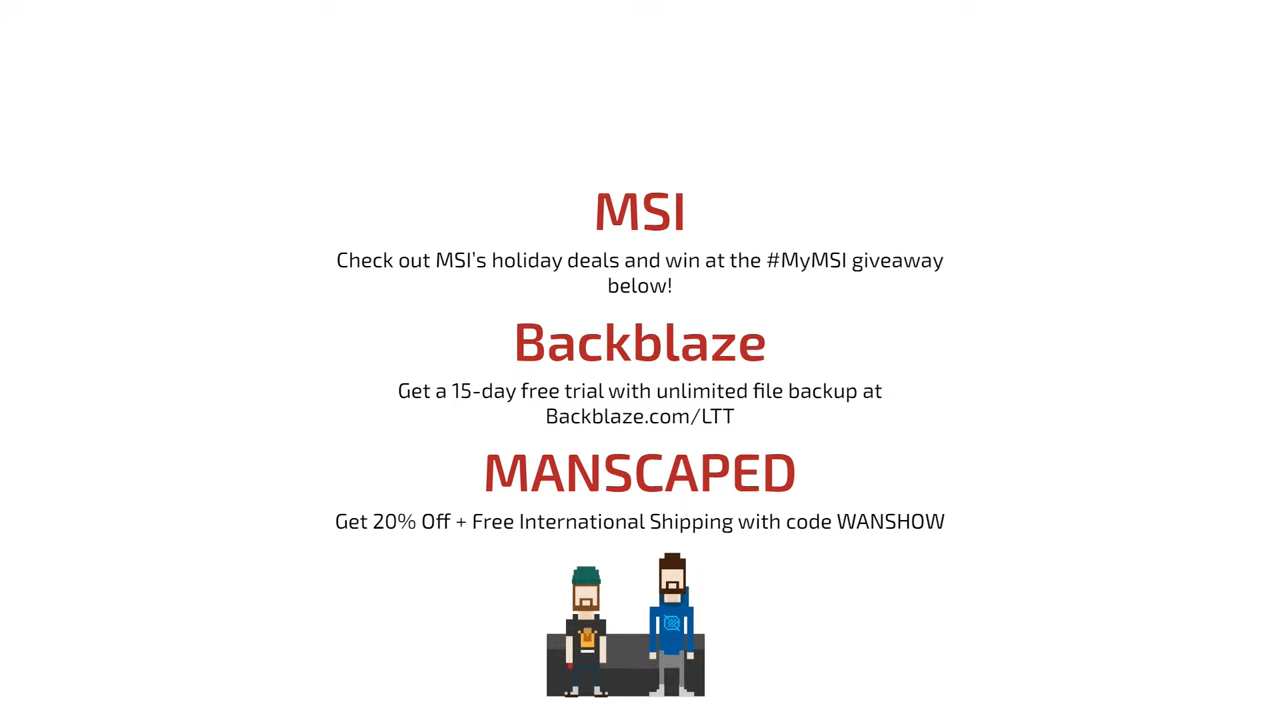 MSI
Check out MSI's holiday deals and win at the #MyMSI giveaway
below!
Backblaze
Get a 15-day free trial with unlimited file backup at
Backblaze.com/LTT
MANSCAPED
Get 20% Off + Free International Shipping with code WANSHOW